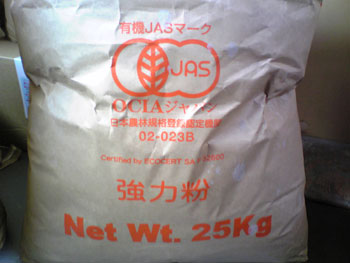 有機JASマーク
JAS
OCIAジャパン
日本農林規格登録認定機関
02-023B
Certified by ECOCERT SA F32600
強力粉
Net Wt. 25Kg